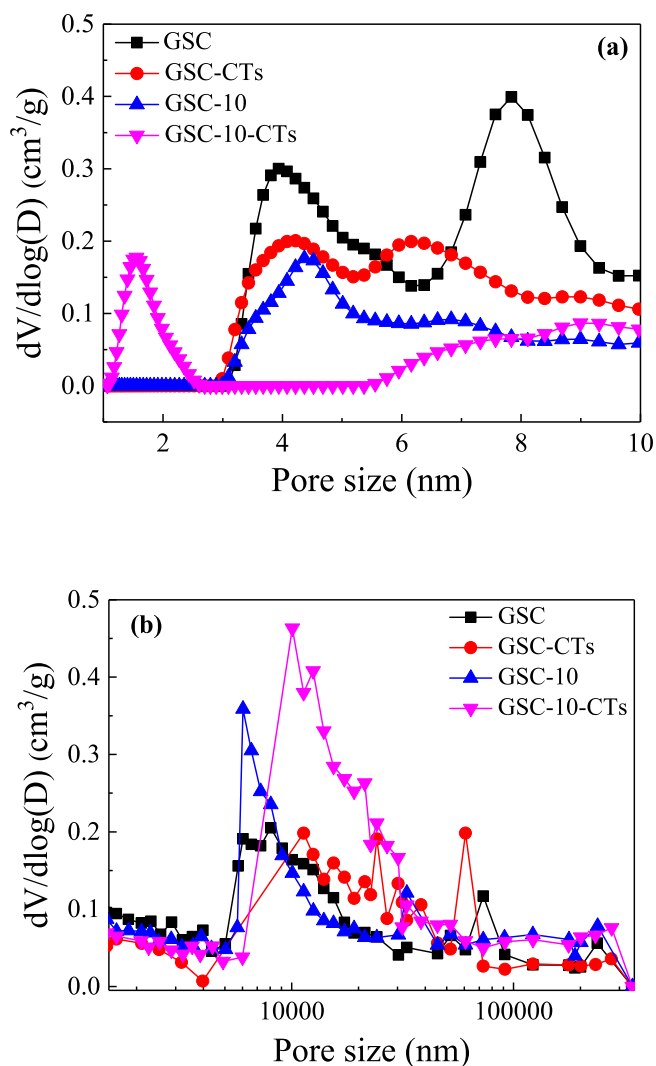 (a)
GSC
GSC-CTs
GSC-10
GSC-10-CTs
dV/dlog(D) (cm³/g)
0.5
0.4
0.3
0.2
0.1
0.0
2 4 6 8 10
Pore size (nm)
(b)
GSC
GSC-CTs
GSC-10
GSC-10-CTs
dV/dlog(D) (cm³/g)
0.5
0.4
0.3
0.2
0.1
0.0
10000 100000
Pore size (nm)